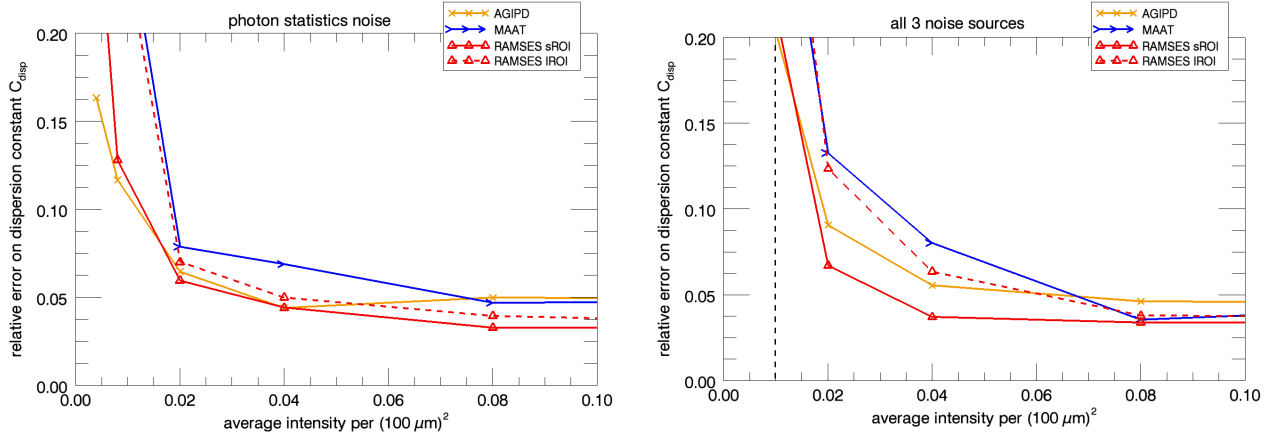 photon statistics noise
AGIPD
MAAT
RAMSES sROI
RAMSES lROI
relative error on dispersion constant C_disp
0.20
0.15
0.10
0.05
0.00
0.00 0.02 0.04 0.06 0.08 0.10
average intensity per (100 µm)²
all 3 noise sources
AGIPD
MAAT
RAMSES sROI
RAMSES lROI
relative error on dispersion constant C_disp
0.20
0.15
0.10
0.05
0.00
0.00 0.02 0.04 0.06 0.08 0.10
average intensity per (100 µm)²